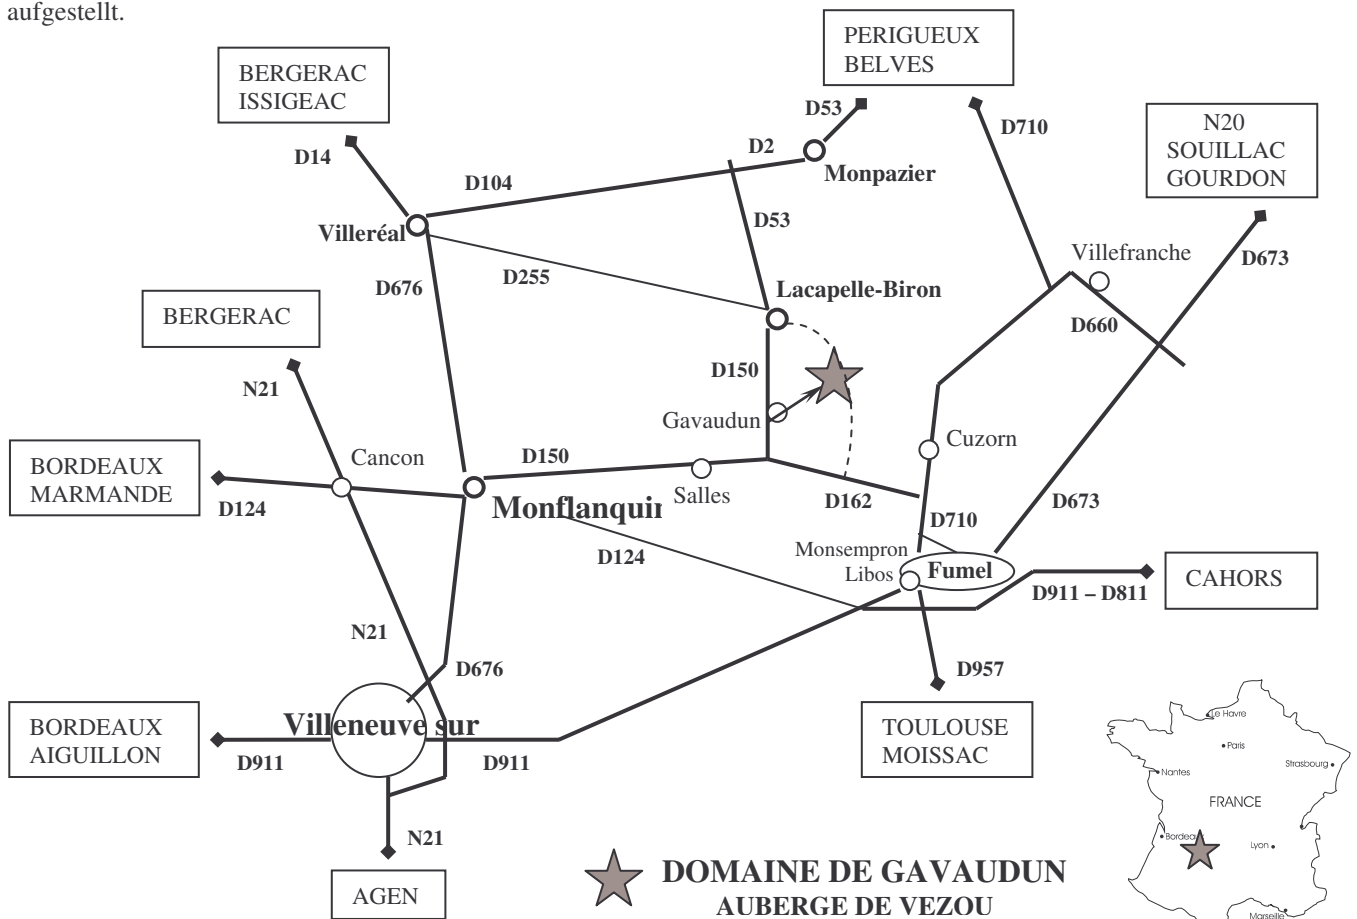 aufgestellt.
PERIGUEUX
BELVES
BERGERAC
ISSIGEAC
D53
D710
N20
SOUILLAC
GOURDON
D14
D2
Monpazier
D104
D53
Villeréal
Villefranche
D673
D255
D676
Lacapelle-Biron
BERGERAC
D660
D150
N21
Gavaudun
Cuzorn
BORDEAUX
MARMANDE
Cancon
D150
Salles
D124
Monflanquin
D162
D673
D710
D124
Monsempron
Libos
Fumel
CAHORS
D911 – D811
N21
D676
D957
BORDEAUX
AIGUILLON
Villeneuve sur
D911
D911
TOULOUSE
MOISSAC
Le Havre
Paris
Strasbourg
Nantes
FRANCE
Bordeaux
Lyon
N21
DOMAINE DE GAVAUDUN
AGEN
AUBERGE DE VEZOU
Marseille